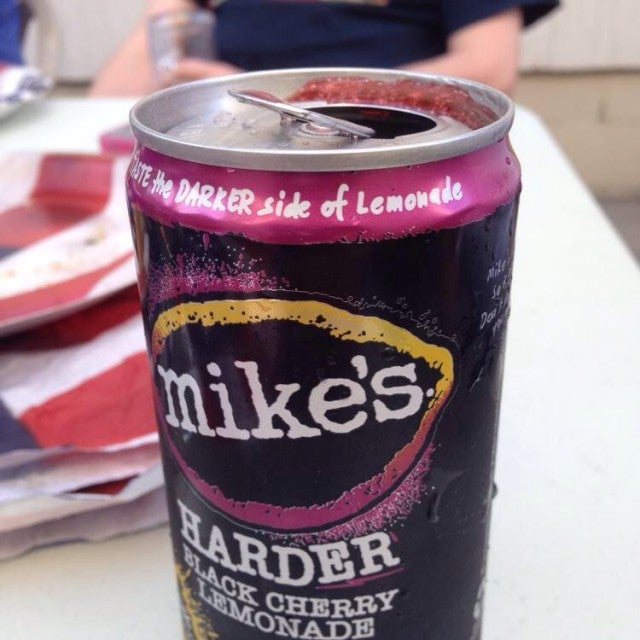 TASTE the DARKER side of Lemonade
mike's.
HARDER
BLACK CHERRY
LEMONADE